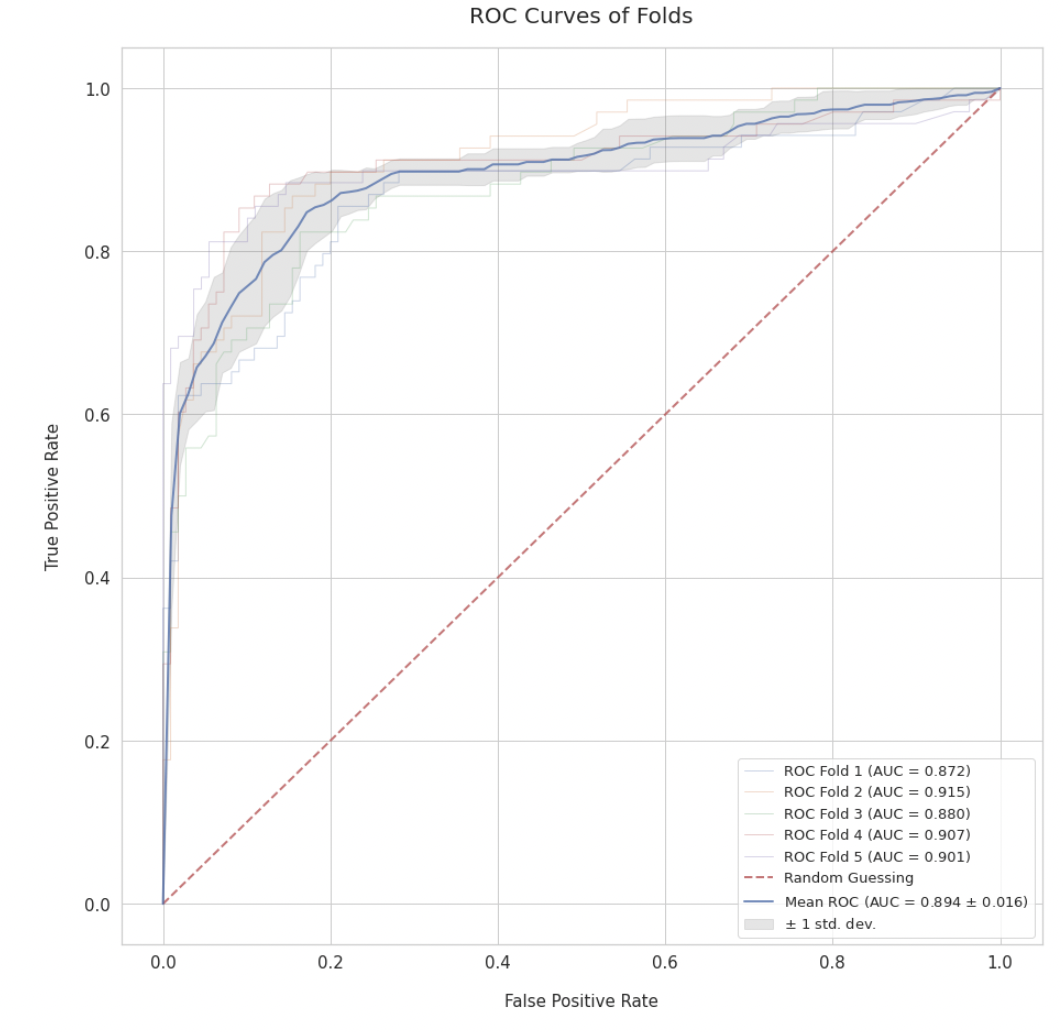 ROC Curves of Folds
True Positive Rate
1.0
0.8
0.6
0.4
0.2
0.0
0.0 0.2 0.4 0.6 0.8 1.0
False Positive Rate
ROC Fold 1 (AUC = 0.872)
ROC Fold 2 (AUC = 0.915)
ROC Fold 3 (AUC = 0.880)
ROC Fold 4 (AUC = 0.907)
ROC Fold 5 (AUC = 0.901)
Random Guessing
Mean ROC (AUC = 0.894 ± 0.016)
± 1 std. dev.